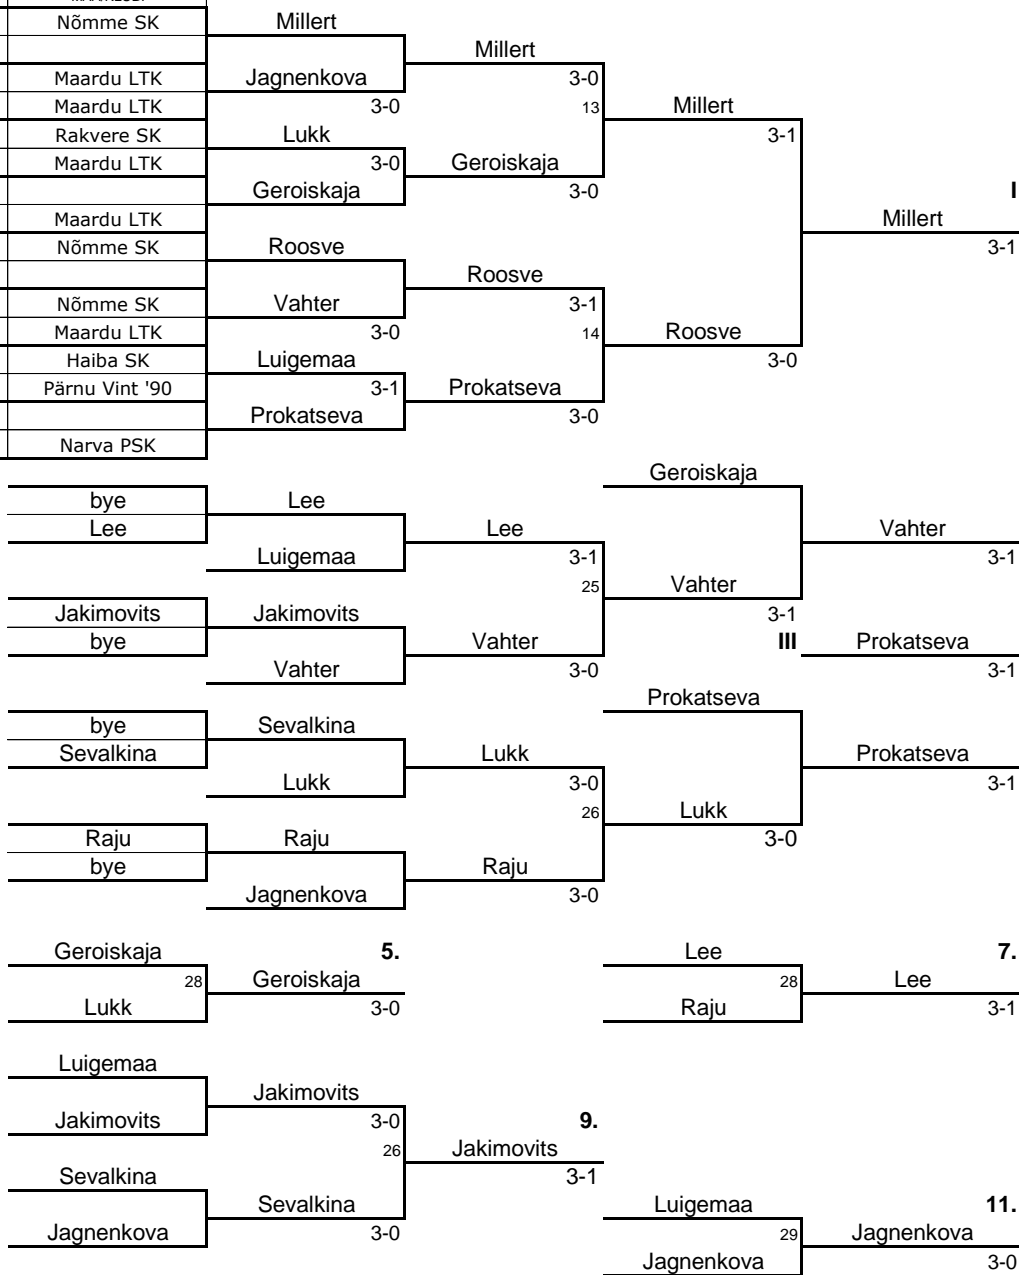 Nõmme SK Millert
Millert
Maardu LTK Jagnenkova 3-0
Maardu LTK 3-0 13 Millert
Rakvere SK Lukk 3-1
Maardu LTK 3-0 Geroiskaja
Geroiskaja 3-0 I
Maardu LTK Millert
Nõmme SK Roosve 3-1
Roosve
Nõmme SK Vahter 3-1
Maardu LTK 3-0 14 Roosve
Haiba SK Luigemaa 3-0
Pärnu Vint '90 3-1 Prokatseva
Prokatseva 3-0
Narva PSK
Geroiskaja
bye Lee
Lee Lee Vahter
Luigemaa 3-1 3-1
25 Vahter
Jakimovits Jakimovits 3-1
bye Vahter III Prokatseva
Vahter 3-0 3-1
Prokatseva
bye Sevalkina
Sevalkina Lukk Prokatseva
Lukk 3-0 3-1
26 Lukk
Raju Raju 3-0
bye Raju
Jagnenkova 3-0
Geroiskaja 5. Lee 7.
28 Geroiskaja 28 Lee
Lukk 3-0 Raju 3-1
Luigemaa
Jakimovits
Jakimovits 3-0 9.
26 Jakimovits
Sevalkina 3-1
Sevalkina Luigemaa 11.
Jagnenkova 3-0 29 Jagnenkova
Jagnenkova 3-0